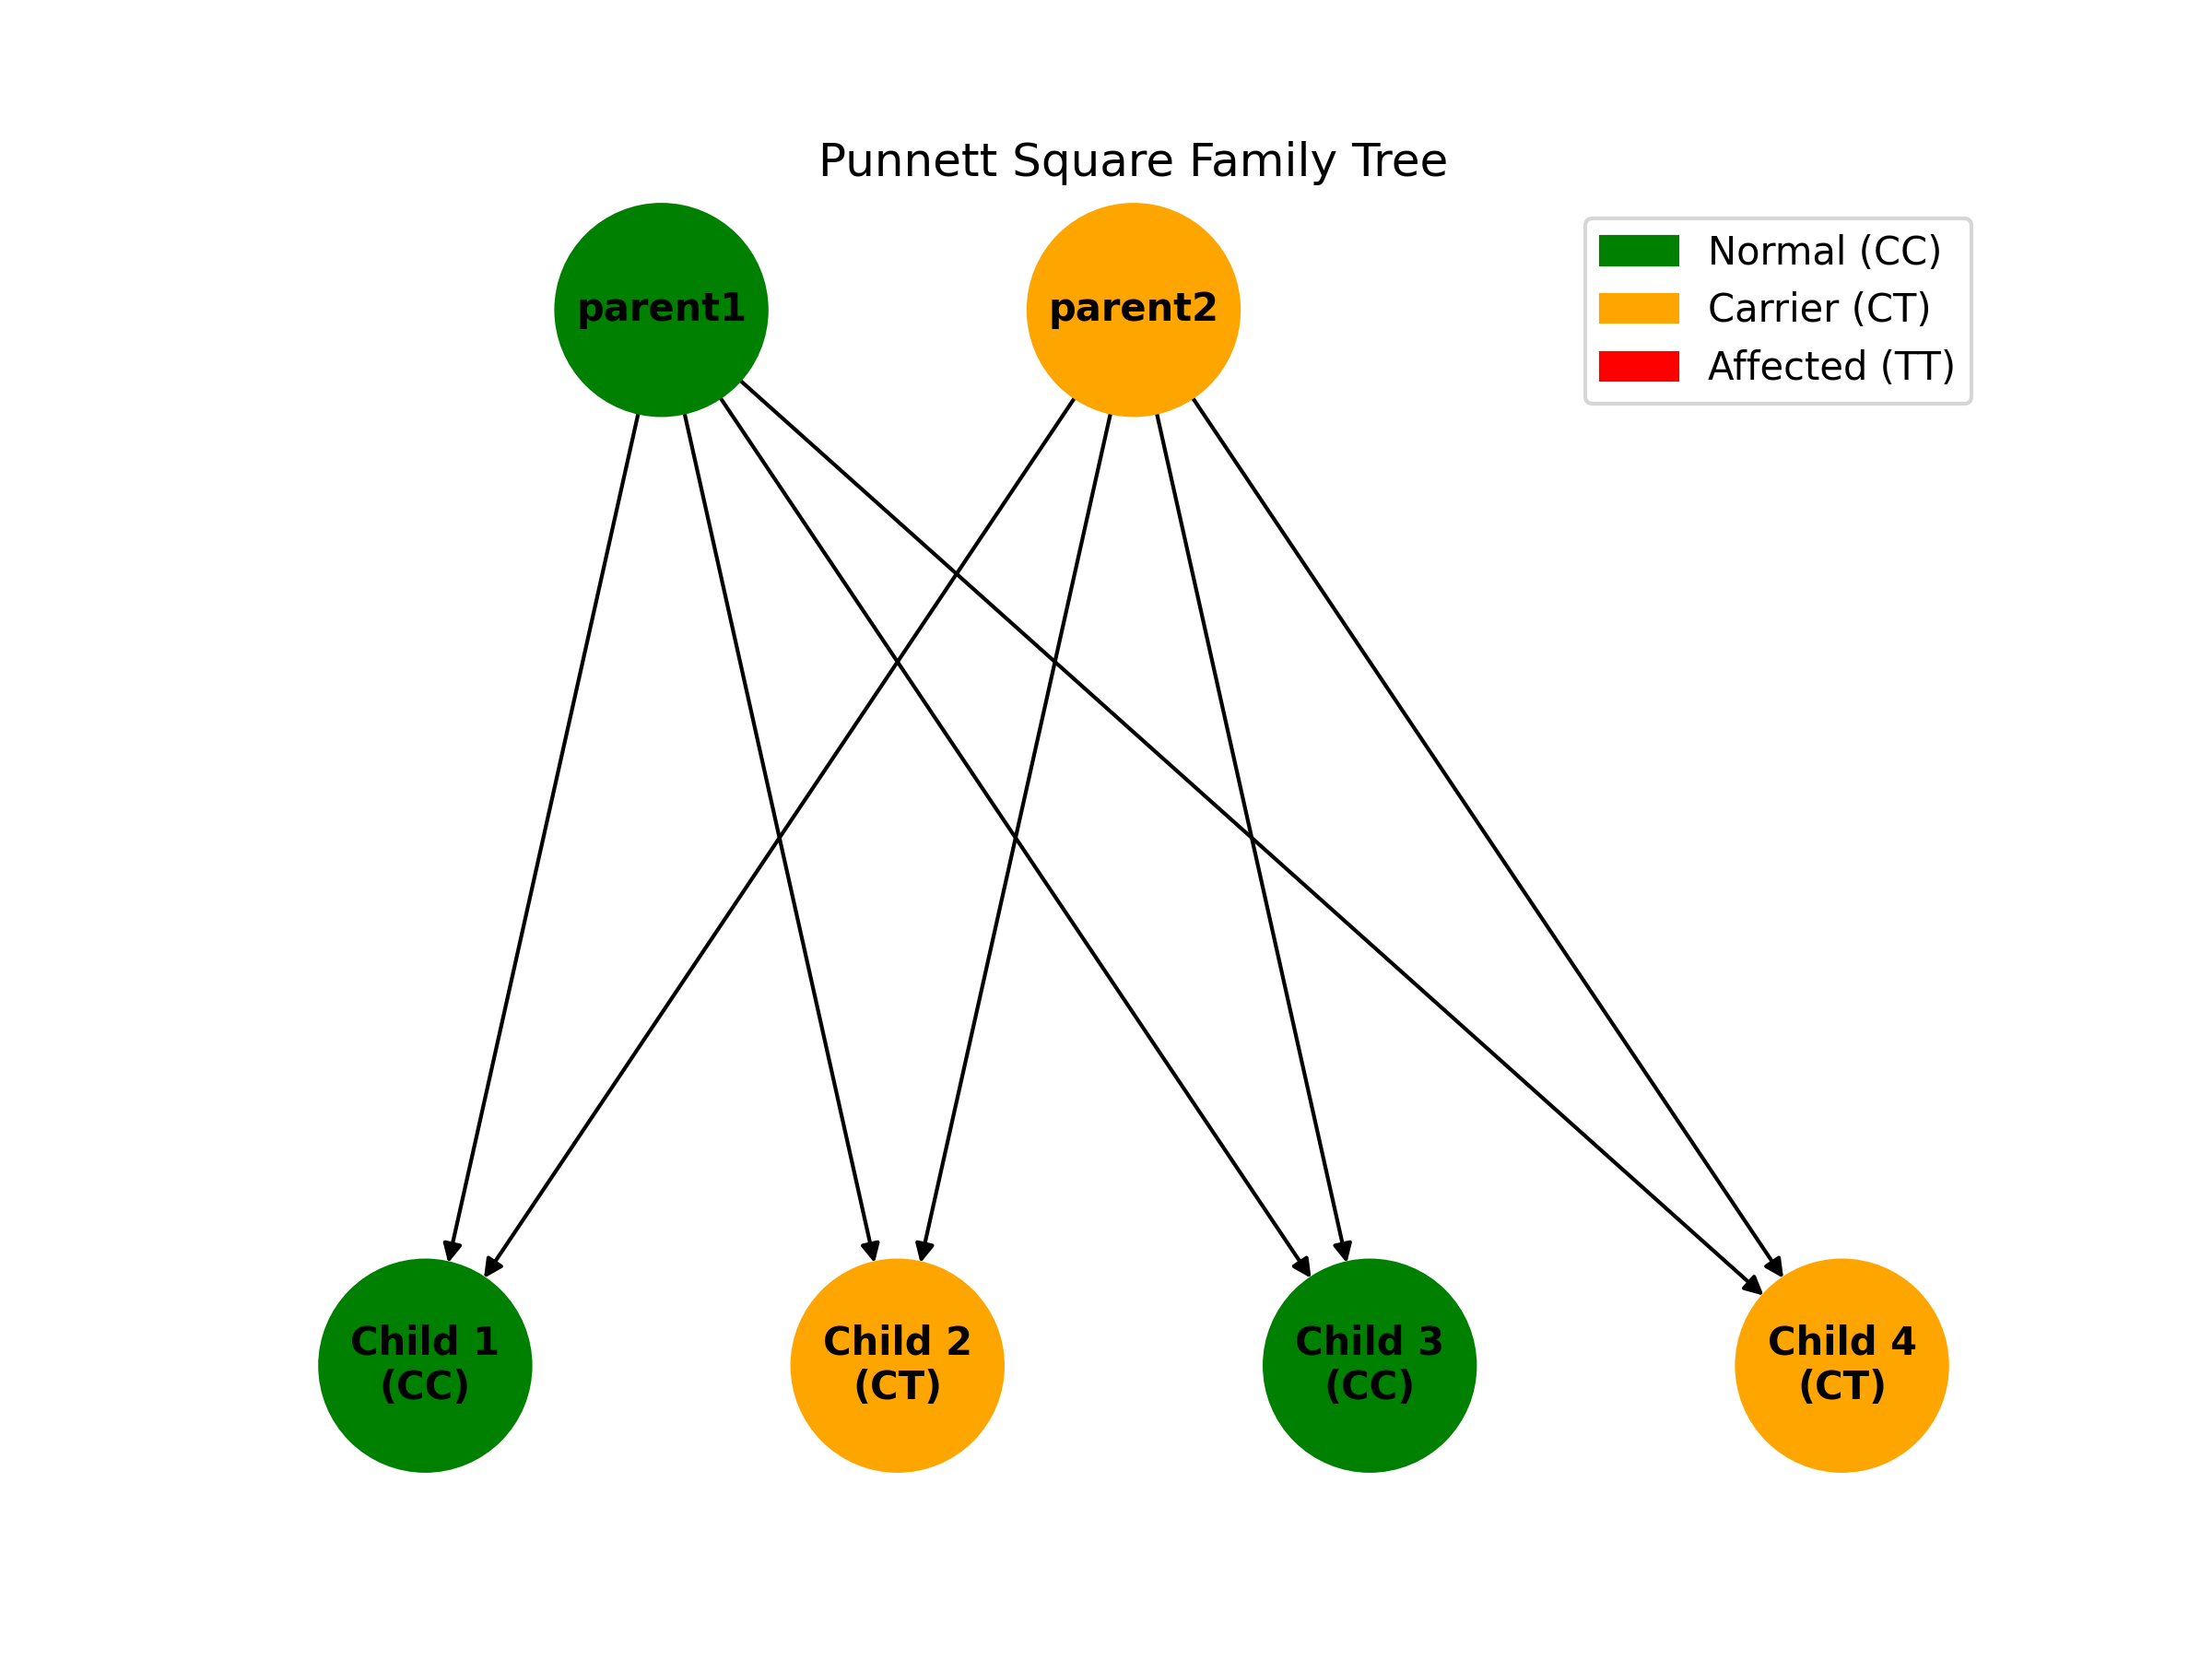 Punnett Square Family Tree
parent1
parent2
Normal (CC)
Carrier (CT)
Affected (TT)
Child 1
(CC)
Child 2
(CT)
Child 3
(CC)
Child 4
(CT)